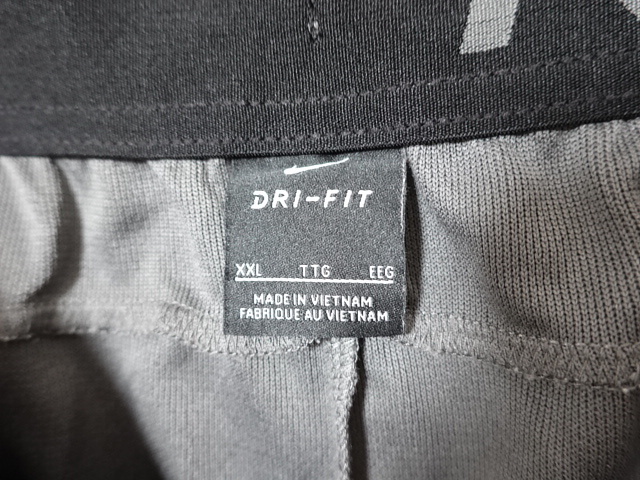 DRI-FIT
XXL TTG EEG
MADE IN VIETNAM
FABRIQUE AU VIETNAM